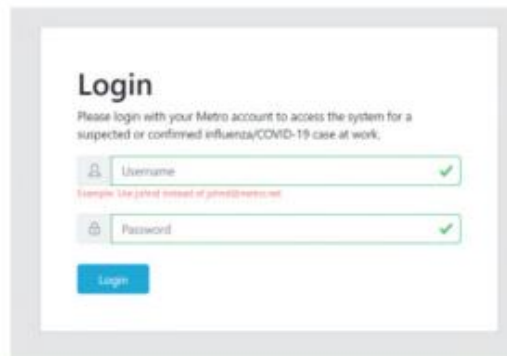 Login
Please login with your Metro account to access the system for a
suspected or confirmed influenza/COVID-19 case at work.
Username
Example: Use johnd instead of johnd@metro.net
Password
Login